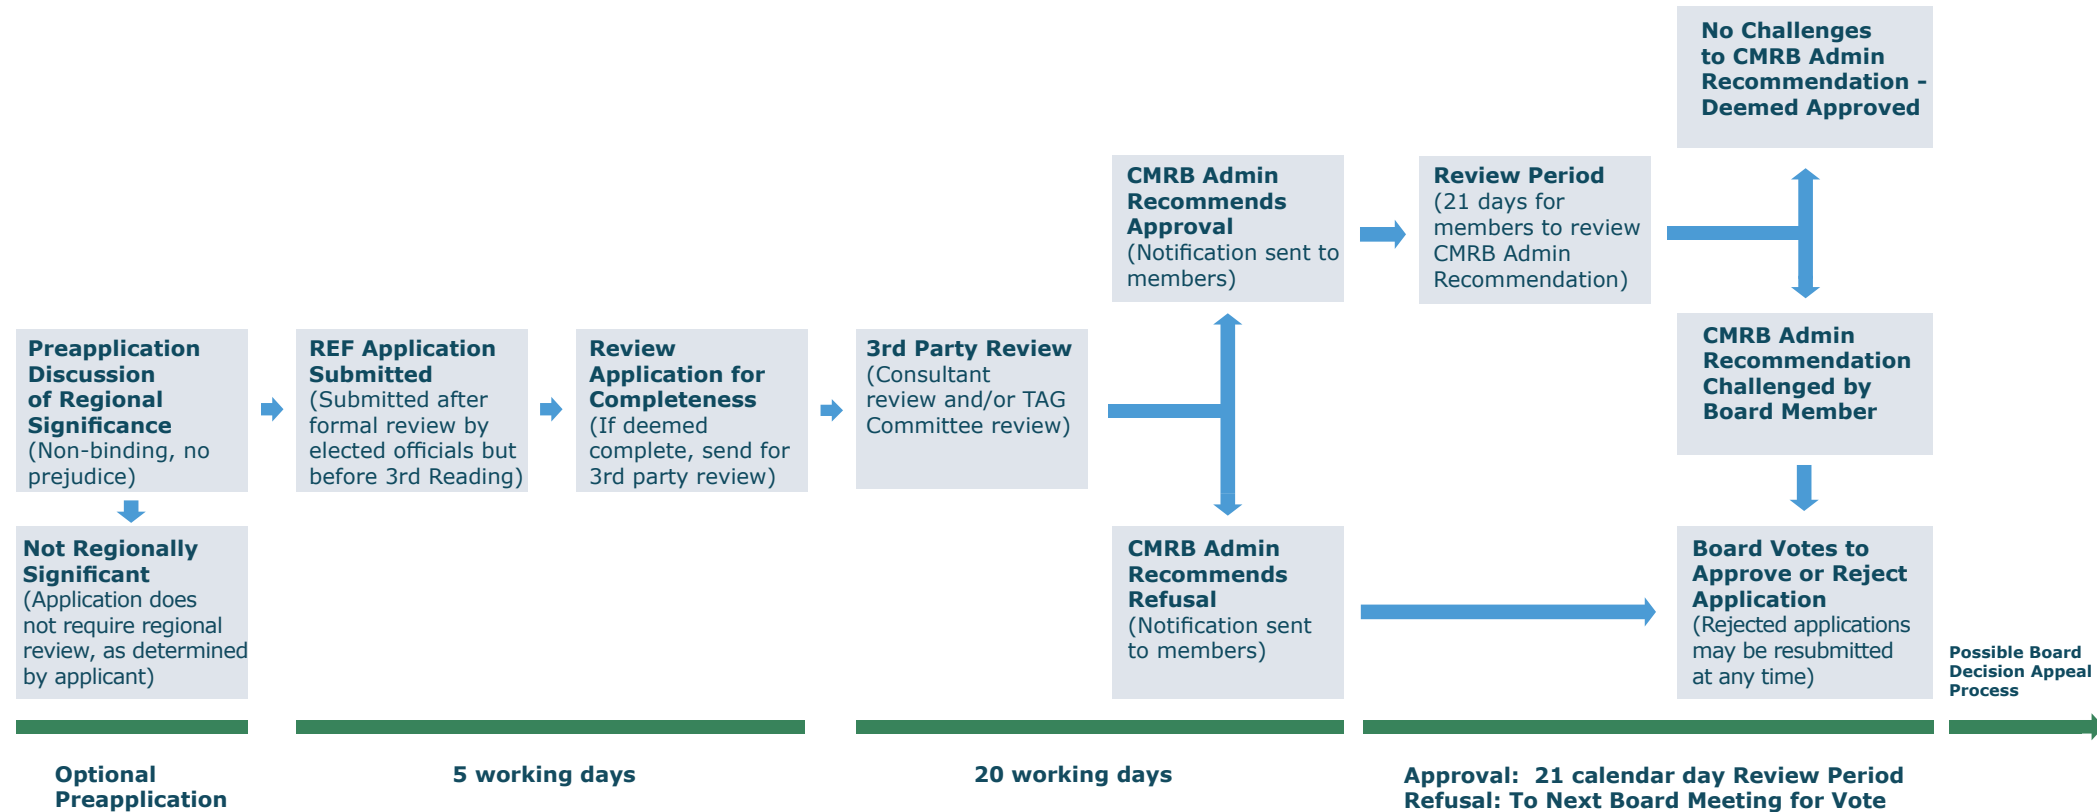 Preapplication
Discussion
of Regional
Significance
(Non-binding, no
prejudice)
Not Regionally
Significant
(Application does
not require regional
review, as determined
by applicant)
REF Application
Submitted
(Submitted after
formal review by
elected officials but
before 3rd Reading)
Review
Application for
Completeness
(If deemed
complete, send for
3rd party review)
3rd Party Review
(Consultant
review and/or TAG
Committee review)
CMRB Admin
Recommends
Approval
(Notification sent to
members)
CMRB Admin
Recommends
Refusal
(Notification sent
to members)
Review Period
(21 days for
members to review
CMRB Admin
Recommendation)
No Challenges
to CMRB Admin
Recommendation -
Deemed Approved
CMRB Admin
Recommendation
Challenged by
Board Member
Board Votes to
Approve or Reject
Application
(Rejected applications
may be resubmitted
at any time)
Possible Board
Decision Appeal
Process
Optional
Preapplication
5 working days
20 working days
Approval: 21 calendar day Review Period
Refusal: To Next Board Meeting for Vote